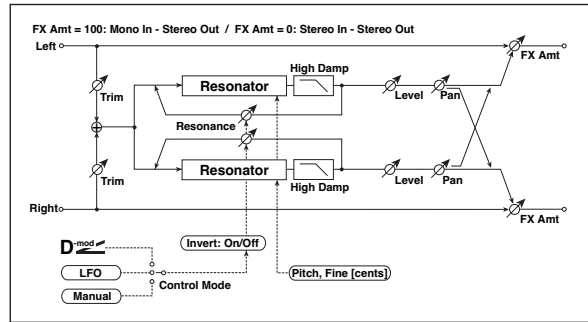 FX Amt = 100: Mono In - Stereo Out / FX Amt = 0: Stereo In - Stereo Out
Left
FX Amt
High Damp
Resonator
Trim
Level
Pan
Resonance
Resonator
High Damp
Trim
Level
Pan
Right
FX Amt
D-mod
Invert: On/Off
LFO
Pitch, Fine [cents]
Control Mode
Manual